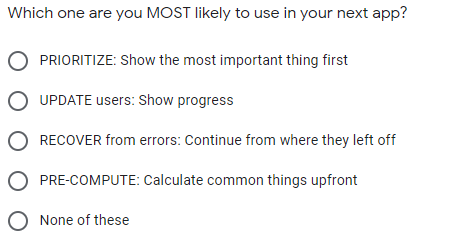 Which one are you MOST likely to use in your next app?
PRIORITIZE: Show the most important thing first
UPDATE users: Show progress
RECOVER from errors: Continue from where they left off
PRE-COMPUTE: Calculate common things upfront
None of these